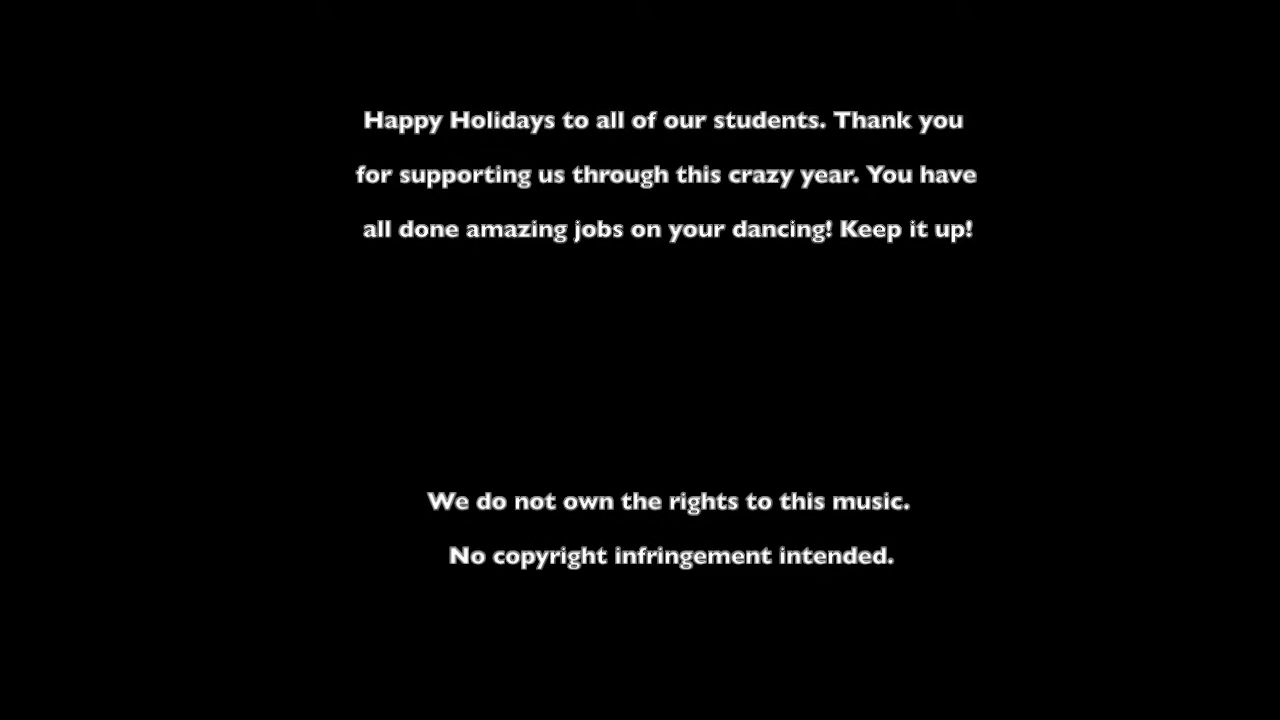 Happy Holidays to all of our students. Thank you
for supporting us through this crazy year. You have
all done amazing jobs on your dancing! Keep it up!
We do not own the rights to this music.
No copyright infringement intended.